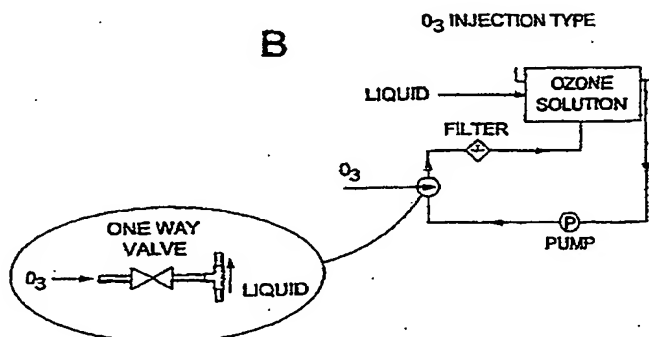 B
O3 INJECTION TYPE
LIQUID
OZONE
SOLUTION
FILTER
O3
P
PUMP
ONE WAY
VALVE
O3
LIQUID